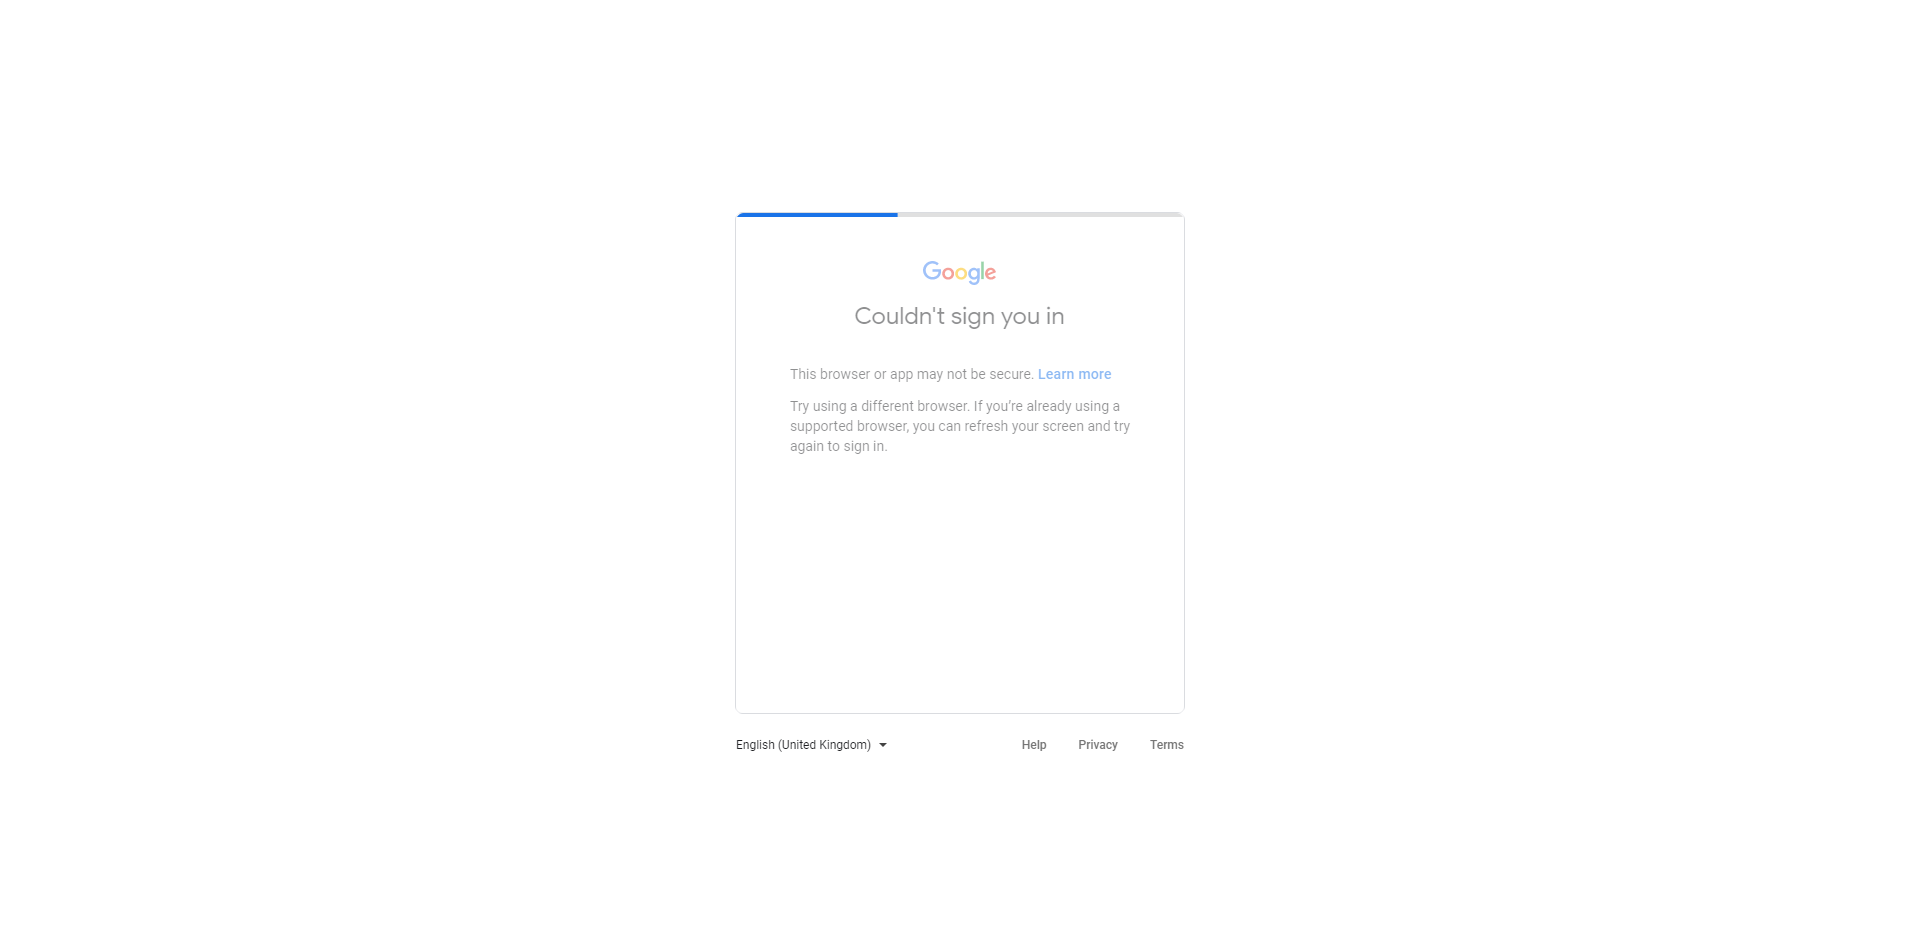 Google
Couldn't sign you in
This browser or app may not be secure. Learn more
Try using a different browser. If you’re already using a
supported browser, you can refresh your screen and try
again to sign in.
English (United Kingdom)
Help Privacy Terms